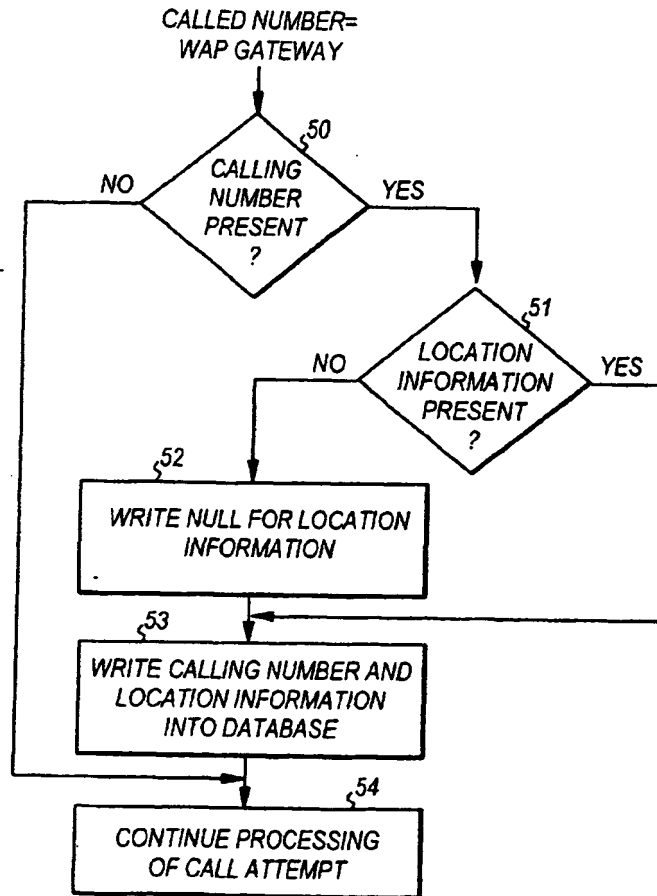 CALLED NUMBER=
WAP GATEWAY
50
CALLING
NUMBER
PRESENT
?
NO
YES
51
LOCATION
INFORMATION
PRESENT
?
NO
YES
52
WRITE NULL FOR LOCATION
INFORMATION
53
WRITE CALLING NUMBER AND
LOCATION INFORMATION
INTO DATABASE
54
CONTINUE PROCESSING
OF CALL ATTEMPT